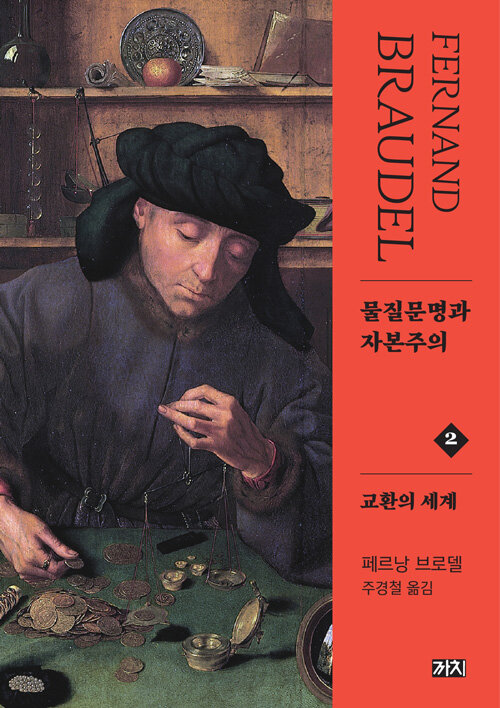 FERNAND
BRAUDEL
물질문명과
자본주의
2
교환의 세계
페르낭 브로델
주경철 옮김
까치